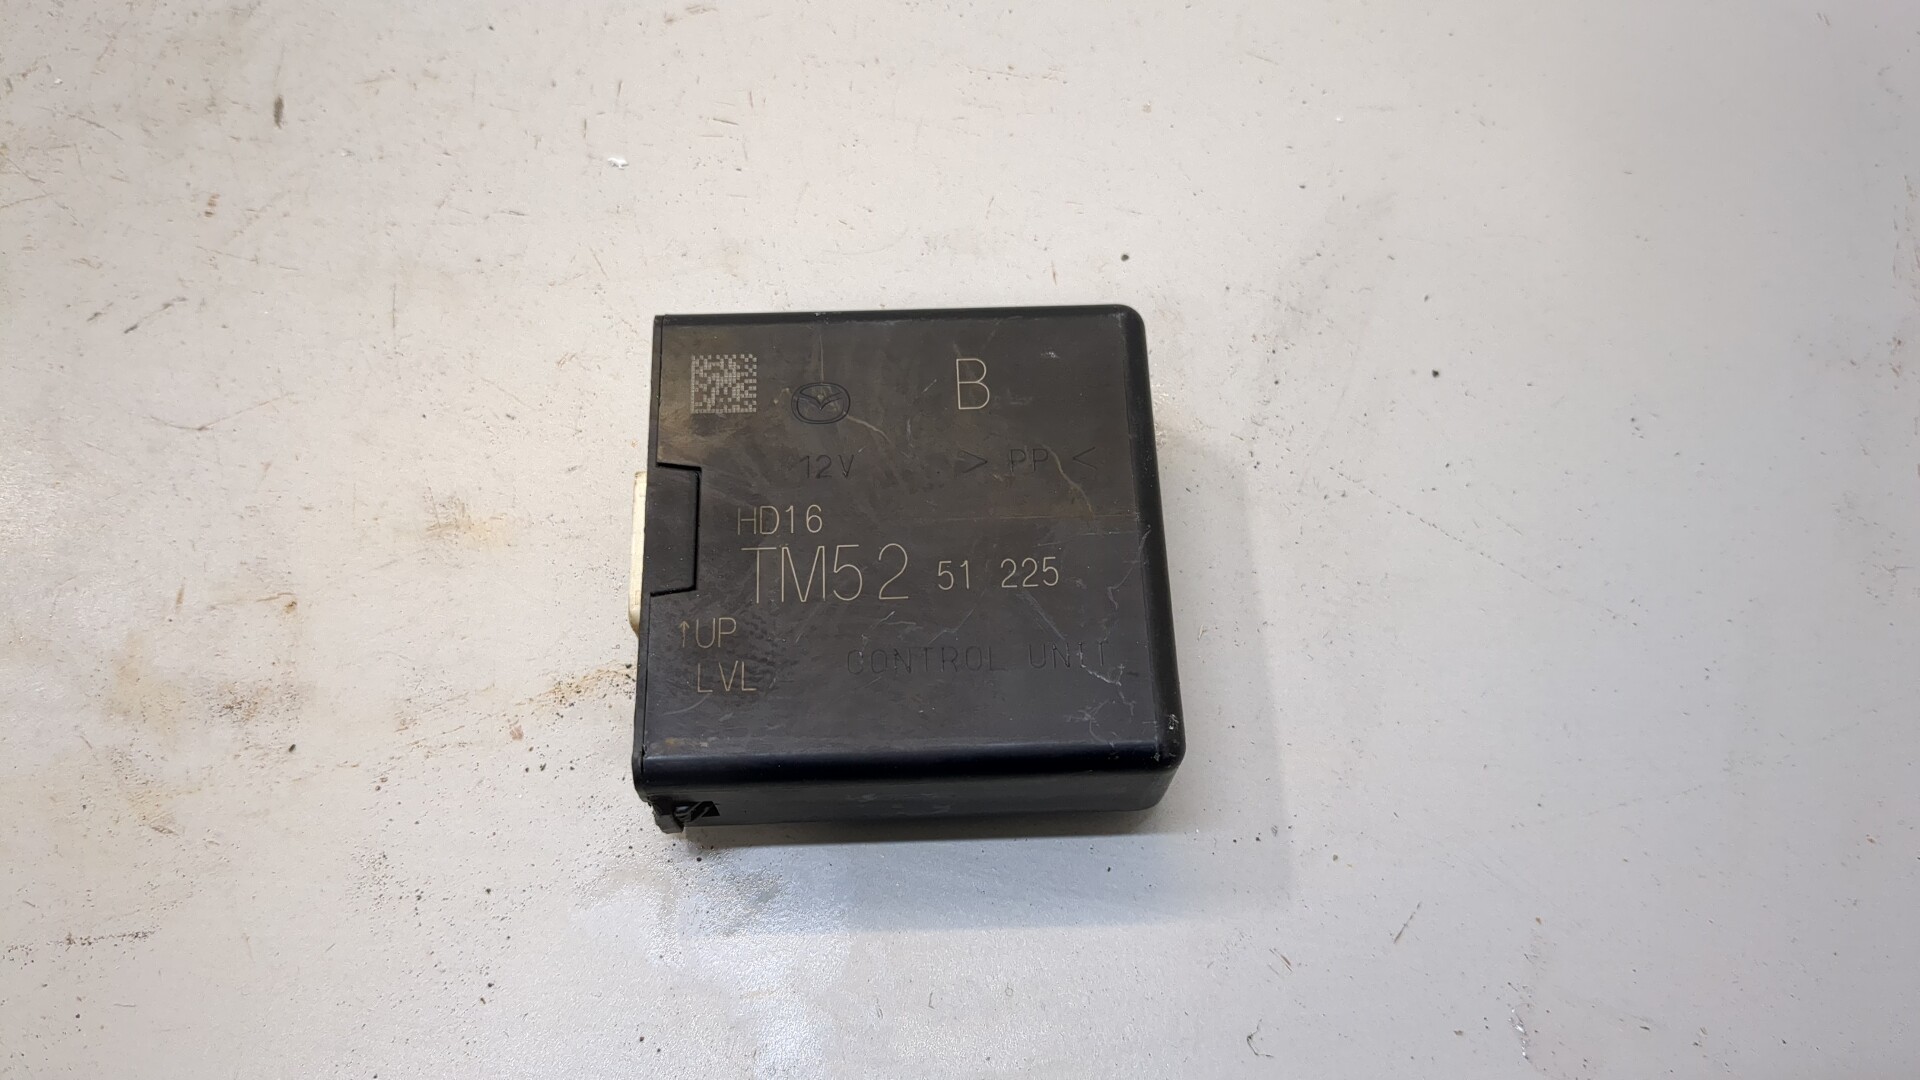 B
12V > PP <
HD16
TM52 51 225
↑UP
LVL
CONTROL UNIT